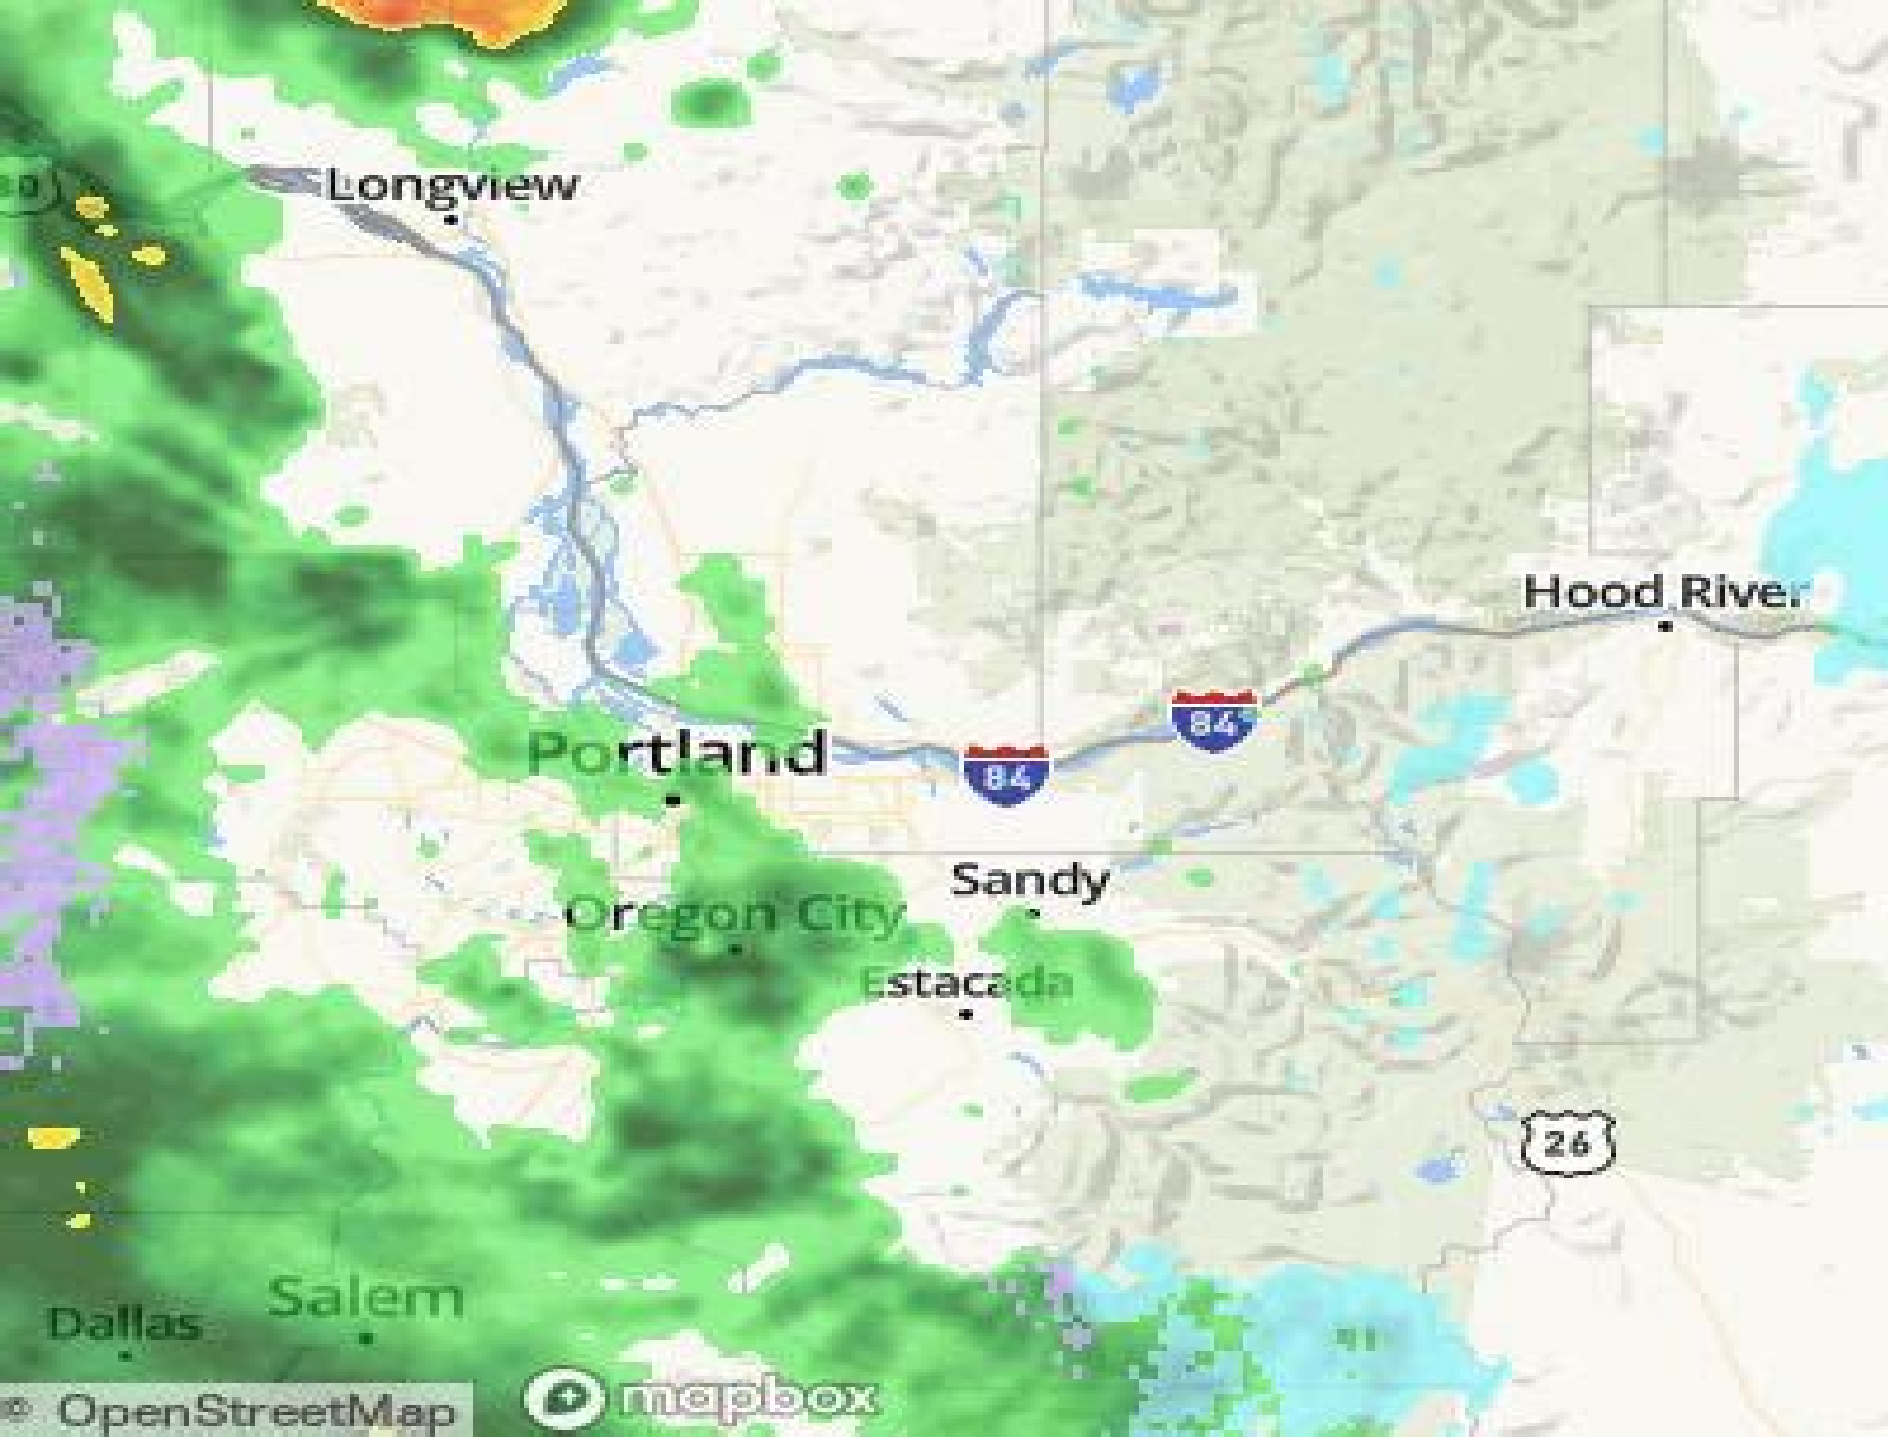 Longview
Hood River
84
Portland
84
Sandy
Oregon City
Estacada
26
Salem
Dallas
© OpenStreetMap
mapbox